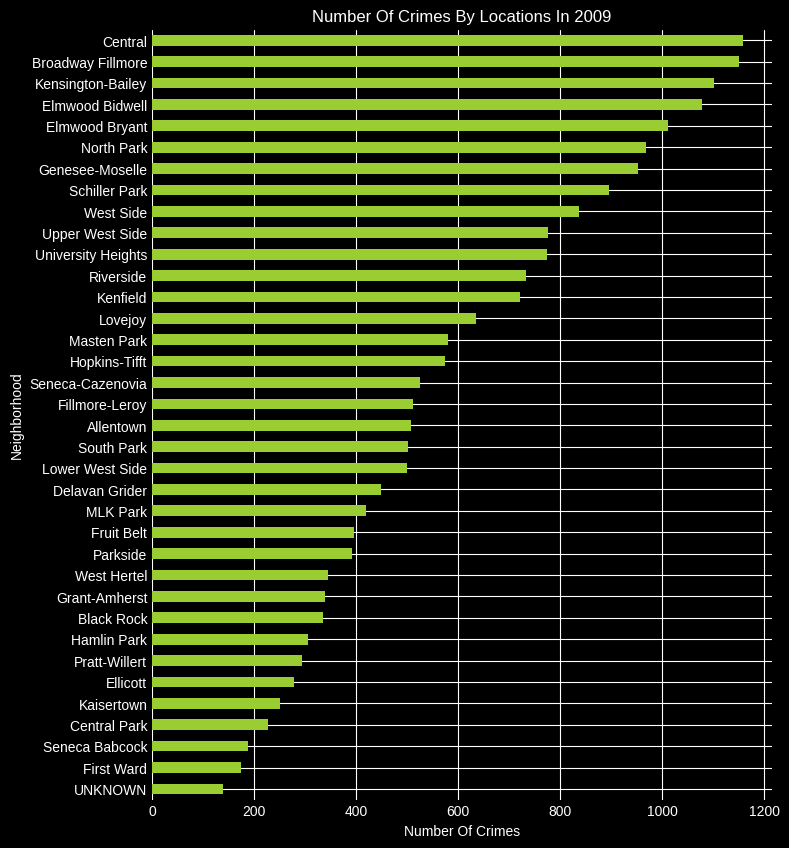 Number Of Crimes By Locations In 2009
Neighborhood
Central
Broadway Fillmore
Kensington-Bailey
Elmwood Bidwell
Elmwood Bryant
North Park
Genesee-Moselle
Schiller Park
West Side
Upper West Side
University Heights
Riverside
Kenfield
Lovejoy
Masten Park
Hopkins-Tifft
Seneca-Cazenovia
Fillmore-Leroy
Allentown
South Park
Lower West Side
Delavan Grider
MLK Park
Fruit Belt
Parkside
West Hertel
Grant-Amherst
Black Rock
Hamlin Park
Pratt-Willert
Ellicott
Kaisertown
Central Park
Seneca Babcock
First Ward
UNKNOWN
0 200 400 600 800 1000 1200
Number Of Crimes